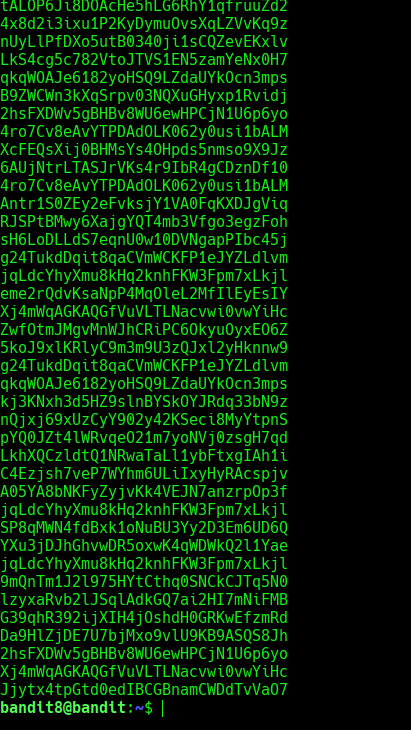 tALOP6Ji8DOAcHe5hLG6RhY1qfruuZd2
4x8d2i3ixu1P2KyDymuOvsXqLZVvKq9z
nUyLlPfDXo5utB0340ji1sCQZevEKxlv
LkS4cg5c782VtoJTVS1EN5zamYeNx0H7
qkqWOAJe6182yoHSQ9LZdaUYkOcn3mps
B9ZWCWn3kXqSrpv03NQXuGHyxp1Rvidj
2hsFXDWv5gBHBv8WU6ewHPCjN1U6p6yo
4ro7Cv8eAvYTPDAdOLK062y0usi1bALM
XcFEQsXij0BHMsYs4OHpds5nmso9X9Jz
6AUjNtrLTASJrVKs4r9IbR4gCDznDf10
4ro7Cv8eAvYTPDAdOLK062y0usi1bALM
Antr1S0ZEy2eFvksjY1VA0FqKXDJgViq
RJSPtBMwy6XajgYQT4mb3Vfgo3egzFoh
sH6LoDLLdS7eqnU0w10DVNgapPIbc45j
g24TukdDqit8qaCVmWCKFP1eJYZLdlvm
jqLdcYhyXmu8kHq2knhFKW3Fpm7xLkjl
eme2rQdvKsaNpP4MqOleL2MfIlEyEsIY
Xj4mWqAGKAQGfVuVLTLNacvwi0vwYiHc
ZwfOtmJMgvMnWJhCRiPC6OkyuOyxEO6Z
5koJ9xlKRlyC9m3m9U3zQJxl2yHknnw9
g24TukdDqit8qaCVmWCKFP1eJYZLdlvm
qkqWOAJe6182yoHSQ9LZdaUYkOcn3mps
kj3KNxh3d5HZ9slnBYSkOYJRdq33bN9z
nQjxj69xUzCyY902y42KSeci8MyYtpnS
pYQ0JZt4lWRvqeO21m7yoNVj0zsgH7qd
LkhXQCzldtQ1NRwaTaLl1ybFtxgIAh1i
C4Ezjsh7veP7WYhm6ULiIxyHyRAcspjv
A05YA8bNKFyZyjvKk4VEJN7anzrpOp3f
jqLdcYhyXmu8kHq2knhFKW3Fpm7xLkjl
SP8qMWN4fdBxk1oNuBU3Yy2D3Em6UD6Q
YXu3jDJhGhvwDR5oxwK4qWDWkQ2l1Yae
jqLdcYhyXmu8kHq2knhFKW3Fpm7xLkjl
9mQnTm1J2l975HYtCthq0SNCkCJTq5N0
lzyxaRvb2lJSqlAdkGQ7ai2HI7mNiFMB
G39qhR392ijXIH4jOshdH0GRKwEfzmRd
Da9HlZjDE7U7bjMxo9vlU9KB9ASQS8Jh
2hsFXDWv5gBHBv8WU6ewHPCjN1U6p6yo
Xj4mWqAGKAQGfVuVLTLNacvwi0vwYiHc
Jjytx4tpGtd0edIBCGBnamCWDdTvVaO7
bandit8@bandit:~$